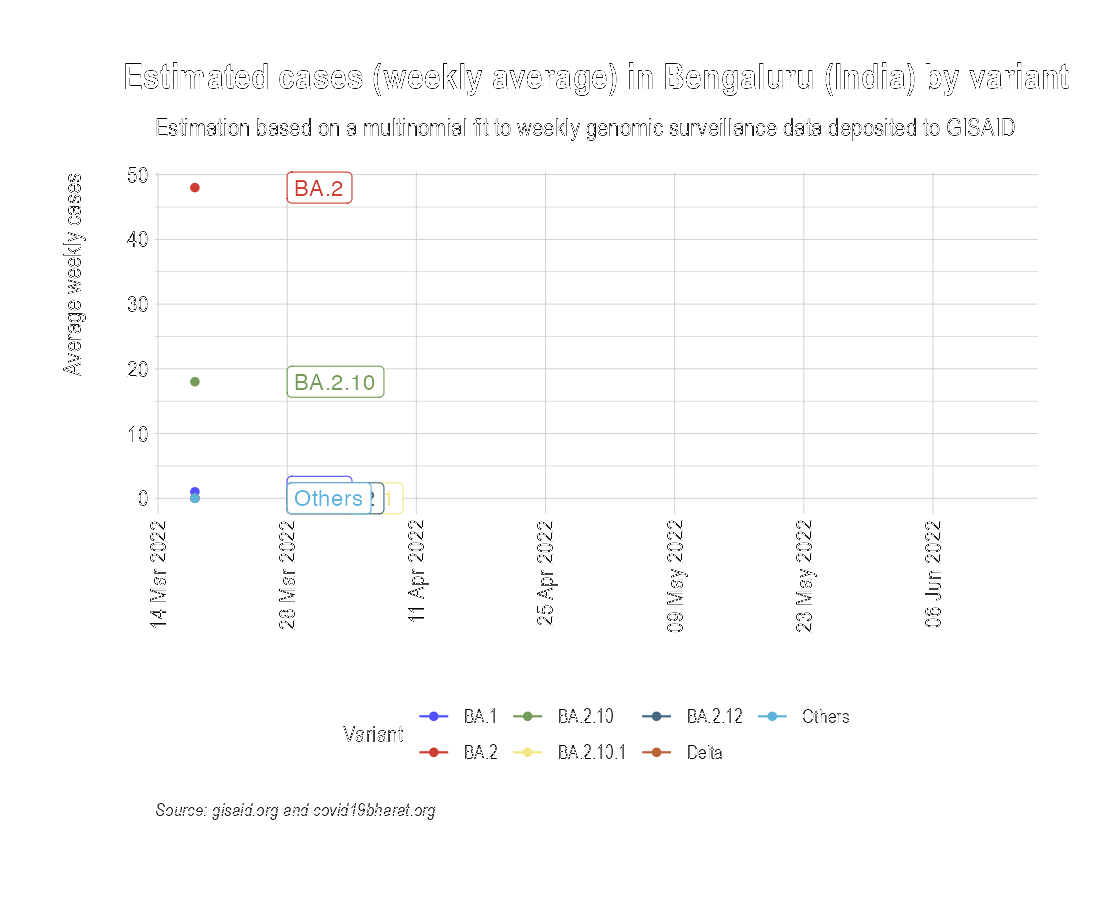 Estimated cases (weekly average) in Bengaluru (India) by variant
Estimation based on a multinomial fit to weekly genomic surveillance data deposited to GISAID
Average weekly cases
50
40
30
20
10
0
BA.2
BA.2.10
Others
14 Mar 2022
28 Mar 2022
11 Apr 2022
25 Apr 2022
09 May 2022
23 May 2022
06 Jun 2022
Variant
BA.1
BA.2.10
BA.2.12
Others
BA.2
BA.2.10.1
Delta
Source: gisaid.org and covid19bharat.org